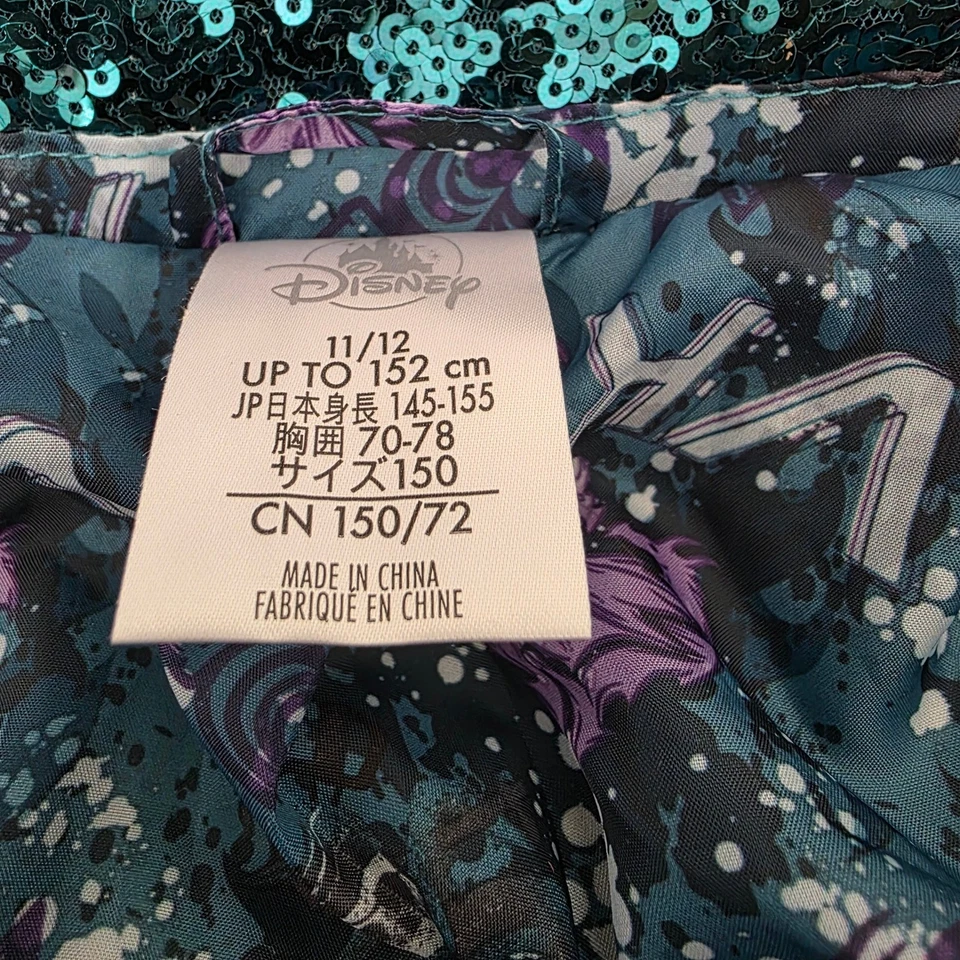 Disney
11/12
UP TO 152 cm
JP日本身長 145-155
胸囲 70-78
サイズ150
CN 150/72
MADE IN CHINA
FABRIQUÉ EN CHINE